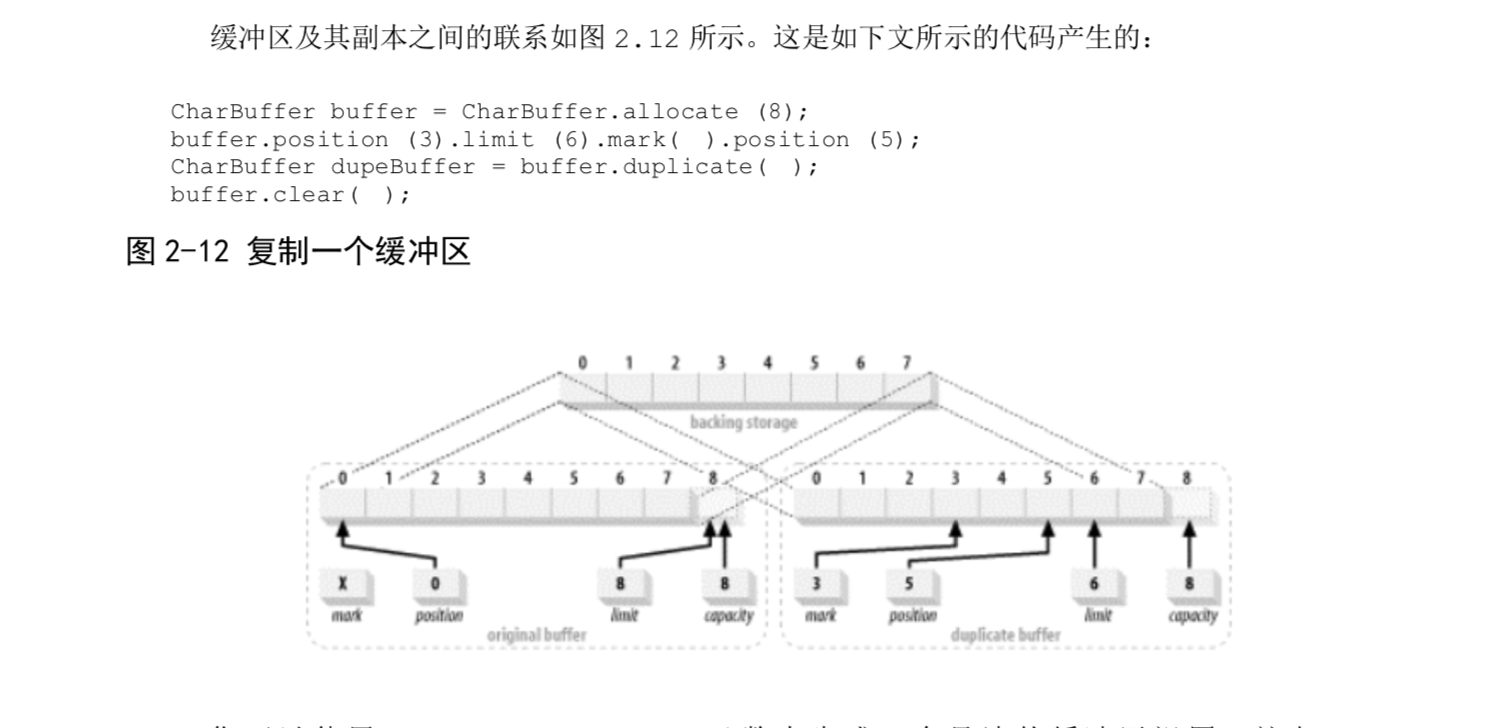 缓冲区及其副本之间的联系如图 2.12 所示。这是如下文所示的代码产生的：
CharBuffer buffer = CharBuffer.allocate (8);
buffer.position (3).limit (6).mark( ).position (5);
CharBuffer dupeBuffer = buffer.duplicate( );
buffer.clear( );
图 2-12 复制一个缓冲区
0 1 2 3 4 5 6 7
backing storage
0 1 2 3 4 5 6 7 8
0 1 2 3 4 5 6 7 8
X 0 8 8
mark position limit capacity
original buffer
3 5 6 8
mark position limit capacity
duplicate buffer